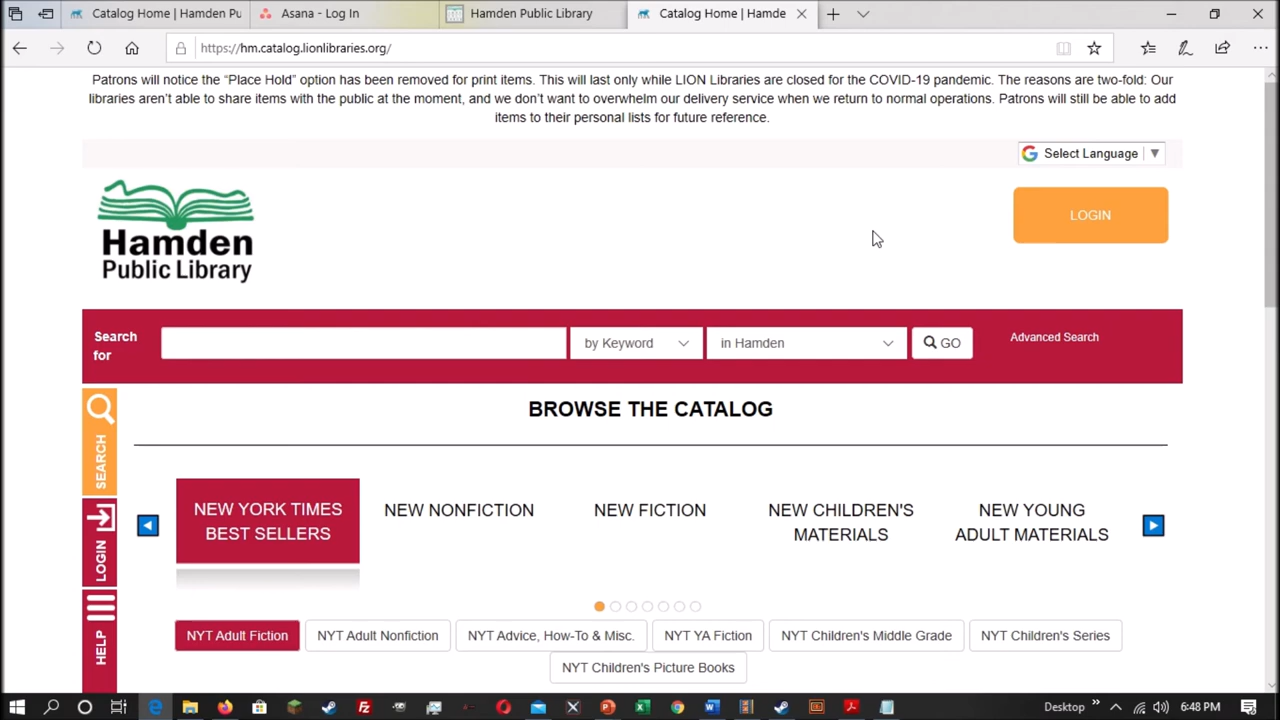 Catalog Home | Hamden Pu
Asana - Log In
Hamden Public Library
Catalog Home | Hamde
https://hm.catalog.lionlibraries.org/
Patrons will notice the “Place Hold” option has been removed for print items. This will last only while LION Libraries are closed for the COVID-19 pandemic. The reasons are two-fold: Our
libraries aren’t able to share items with the public at the moment, and we don’t want to overwhelm our delivery service when we return to normal operations. Patrons will still be able to add
items to their personal lists for future reference.
Select Language
Hamden
Public Library
LOGIN
Search
for
by Keyword
in Hamden
GO
Advanced Search
BROWSE THE CATALOG
SEARCH
LOGIN
HELP
NEW YORK TIMES
BEST SELLERS
NEW NONFICTION
NEW FICTION
NEW CHILDREN'S
MATERIALS
NEW YOUNG
ADULT MATERIALS
NYT Adult Fiction
NYT Adult Nonfiction
NYT Advice, How-To & Misc.
NYT YA Fiction
NYT Children's Middle Grade
NYT Children's Series
NYT Children's Picture Books
Desktop
6:48 PM